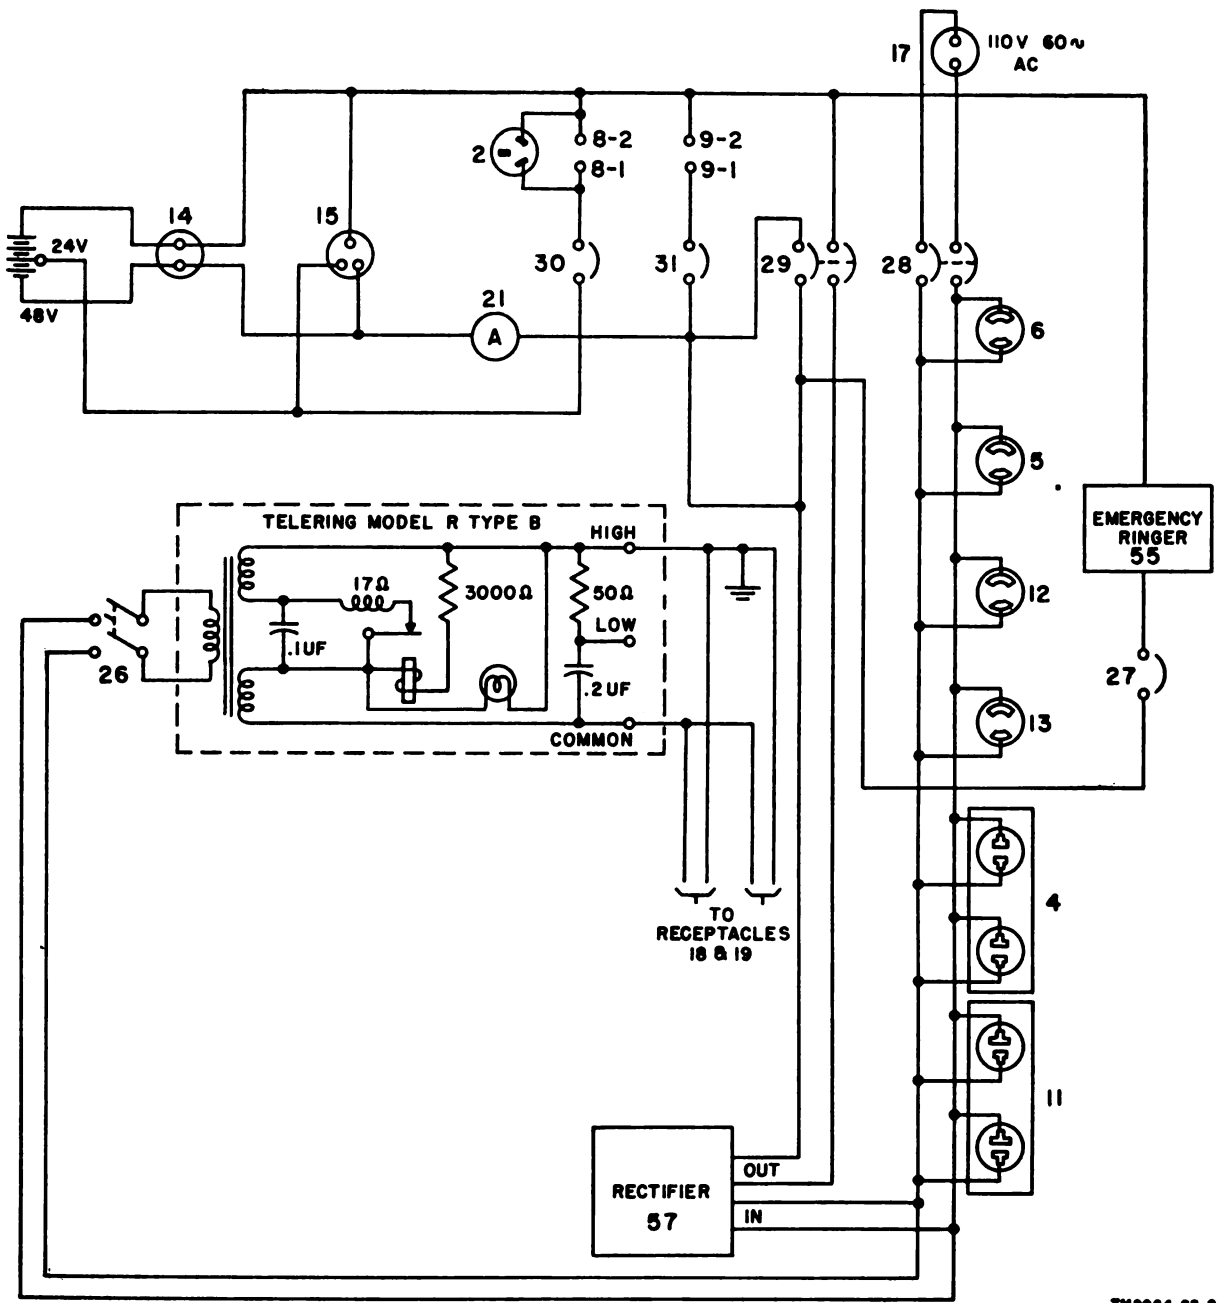 17
110V 60~
AC
2
8-2
8-1
9-2
9-1
14
15
24V
48V
30
31
29
28
21
A
6
5
12
13
EMERGENCY
RINGER
55
27
TELERING MODEL R TYPE B
HIGH
17Ω
3000Ω
50Ω
LOW
.1UF
.2UF
26
COMMON
TO
RECEPTACLES
18 & 19
4
11
RECTIFIER
57
OUT
IN